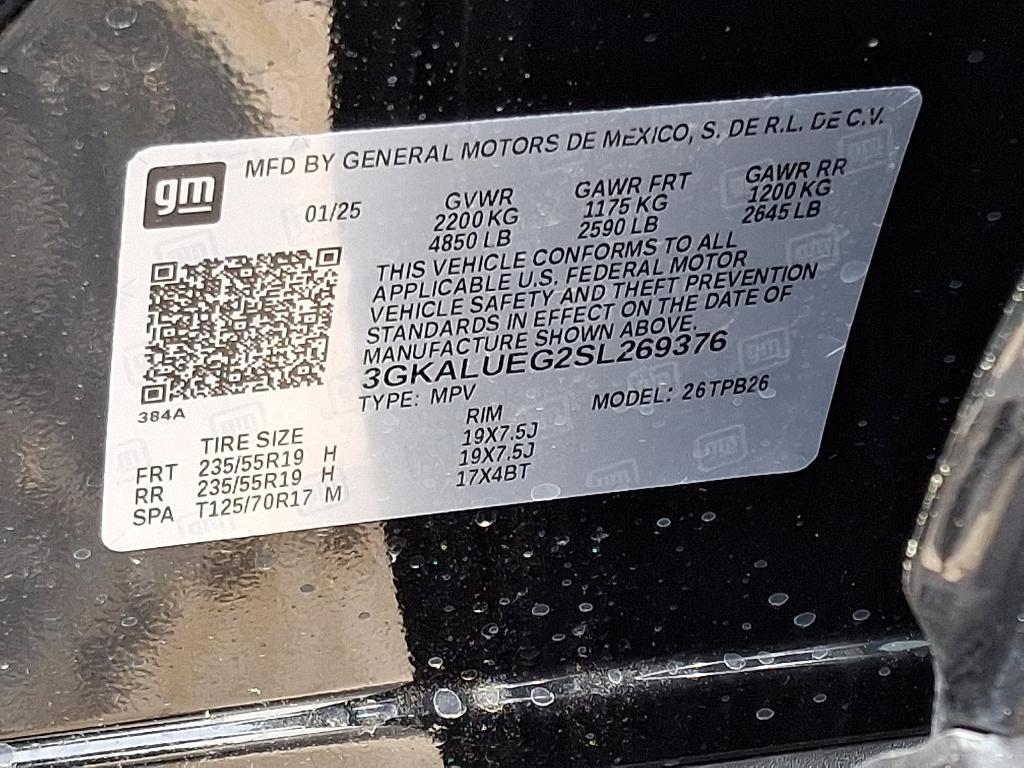 gm
MFD BY GENERAL MOTORS DE MEXICO, S. DE R.L. DE C.V.
01/25
GVWR
2200 KG
4850 LB
GAWR FRT
1175 KG
2590 LB
GAWR RR
1200 KG
2645 LB
THIS VEHICLE CONFORMS TO ALL
APPLICABLE U.S. FEDERAL MOTOR
VEHICLE SAFETY AND THEFT PREVENTION
STANDARDS IN EFFECT ON THE DATE OF
MANUFACTURE SHOWN ABOVE.
3GKALUEG2SL269376
TYPE: MPV
MODEL: 26TPB26
384A
TIRE SIZE
RIM
FRT 235/55R19 H 19X7.5J
RR 235/55R19 H 19X7.5J
SPA T125/70R17 M 17X4BT